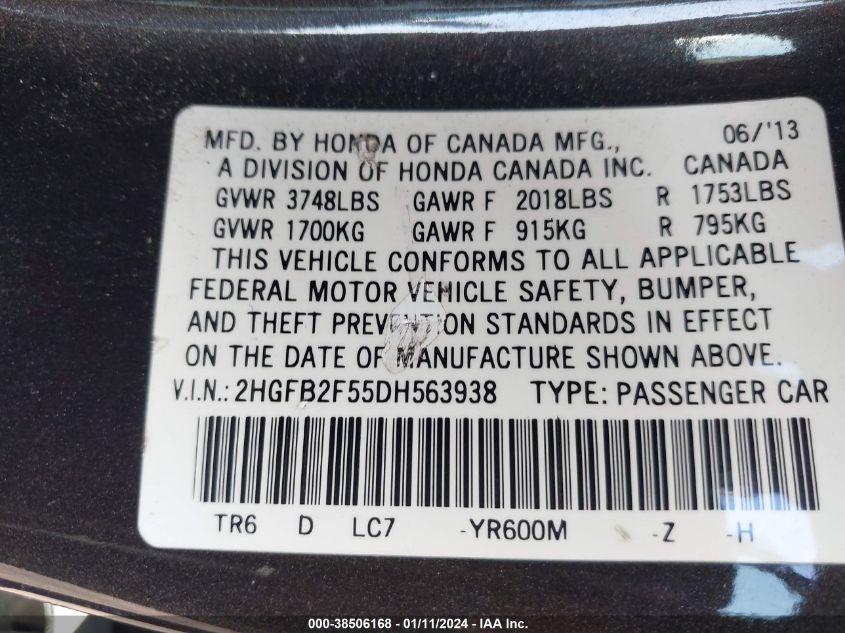 MFD. BY HONDA OF CANADA MFG., 06/'13
A DIVISION OF HONDA CANADA INC. CANADA
GVWR 3748LBS GAWR F 2018LBS R 1753LBS
GVWR 1700KG GAWR F 915KG R 795KG
THIS VEHICLE CONFORMS TO ALL APPLICABLE
FEDERAL MOTOR VEHICLE SAFETY, BUMPER,
AND THEFT PREVENTION STANDARDS IN EFFECT
ON THE DATE OF MANUFACTURE SHOWN ABOVE.
V.I.N.: 2HGFB2F55DH563938 TYPE: PASSENGER CAR
TR6 D LC7 -YR600M -Z -H
000-38506168 - 01/11/2024 - IAA Inc.